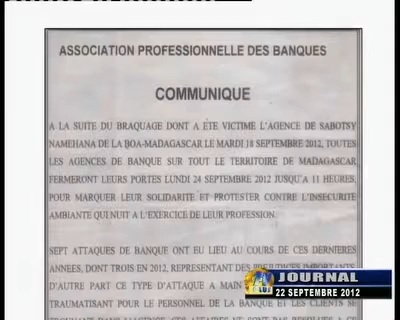 ASSOCIATION PROFESSIONNELLE DES BANQUES
COMMUNIQUE
A LA SUITE DU BRAQUAGE DONT A ÉTE VICTIME L'AGENCE DE SABOTSY
NAMEHANA DE LA BOA-MADAGASCAR LE MARDI 18 SEPTEMBRE 2012, TOUTES
LES AGENCES DE BANQUE SUR TOUT LE TERRITOIRE DE MADAGASCAR
FERMERONT LEURS PORTES LUNDI 24 SEPTEMBRE 2012 JUSQU'A 11 HEURES,
POUR MARQUER LEUR SOLIDARITE ET PROTESTER CONTRE L'INSECURITE
AMBIANTE QUI NUIT A L'EXERCICE DE LEUR PROFESSION.
SEPT ATTAQUES DE BANQUE ONT EU LIEU AU COURS DE CES DERNIERES
ANNEES, DONT TROIS EN 2012, REPRESENTANT DES PREJUDICES IMPORTANTS.
D'AUTRE PART CE TYPE D'ATTAQUE A MAIN
TRAUMATISANT POUR LE PERSONNEL DE LA BANQUE ET LES CLIENTS SE
JOURNAL
22 SEPTEMBRE 2012